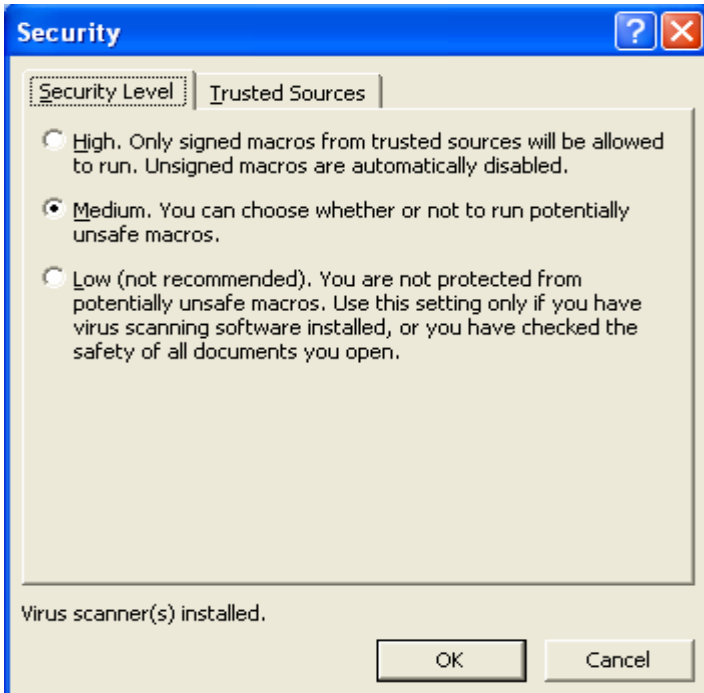 Security
Security Level
Trusted Sources
High. Only signed macros from trusted sources will be allowed
to run. Unsigned macros are automatically disabled.
Medium. You can choose whether or not to run potentially
unsafe macros.
Low (not recommended). You are not protected from
potentially unsafe macros. Use this setting only if you have
virus scanning software installed, or you have checked the
safety of all documents you open.
Virus scanner(s) installed.
OK
Cancel